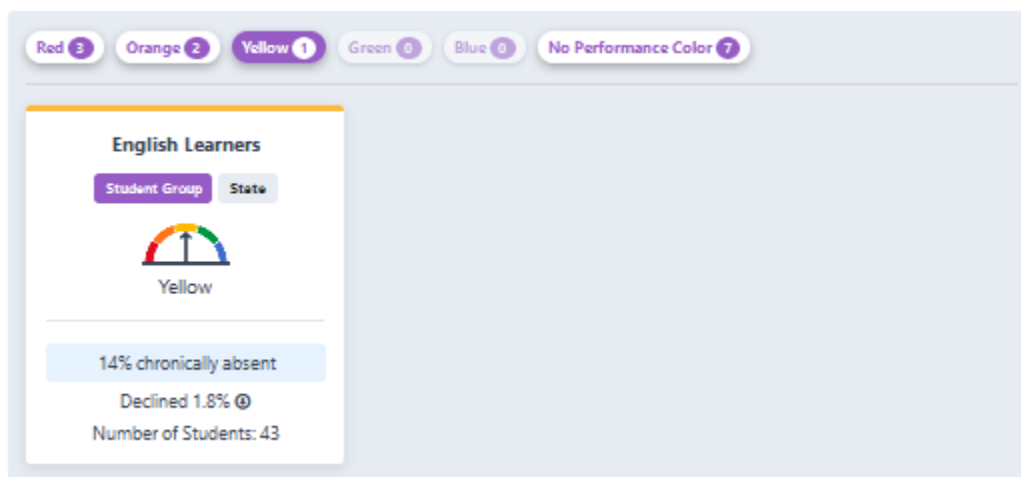 Red 3 Orange 2 Yellow 1 Green 0 Blue 0 No Performance Color 7
English Learners
Student Group State
Yellow
14% chronically absent
Declined 1.8%
Number of Students: 43